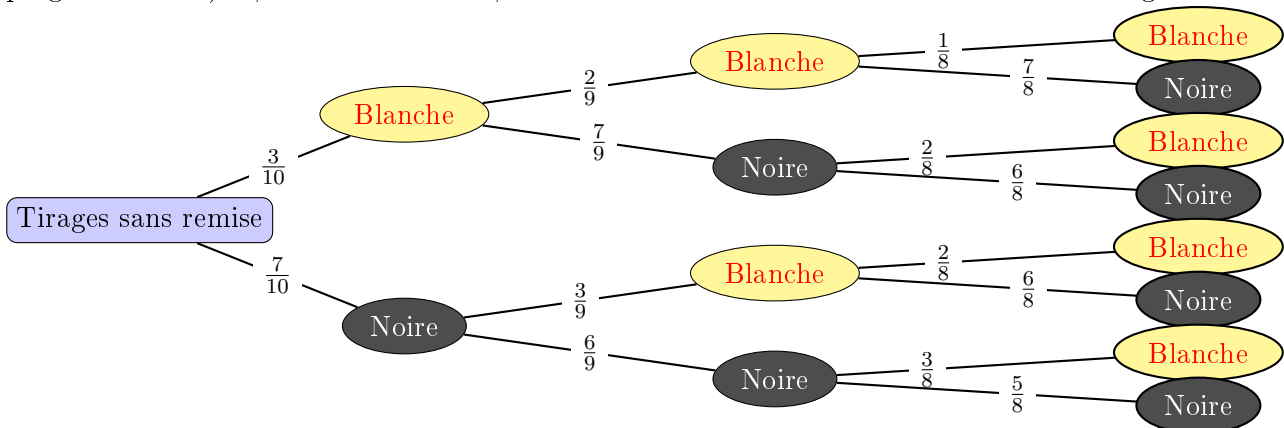 Blanche
1/8
Blanche
2/9
7/8
Noire
Blanche
7/9
2/8
Blanche
3/10
Noire
6/8
Noire
Tirages sans remise
2/8
Blanche
7/10
Blanche
6/8
Noire
3/9
Noire
6/9
3/8
Blanche
Noire
5/8
Noire